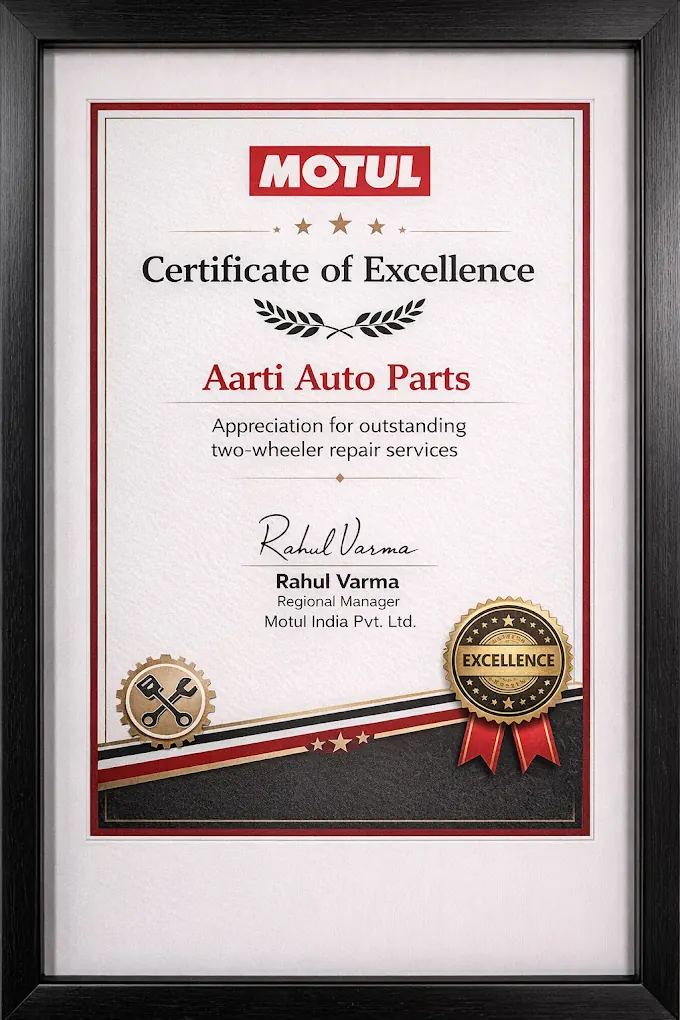 MOTUL
Certificate of Excellence
Aarti Auto Parts
Appreciation for outstanding
two-wheeler repair services
Rahul Varma
Rahul Varma
Regional Manager
Motul India Pvt. Ltd.
EXCELLENCE